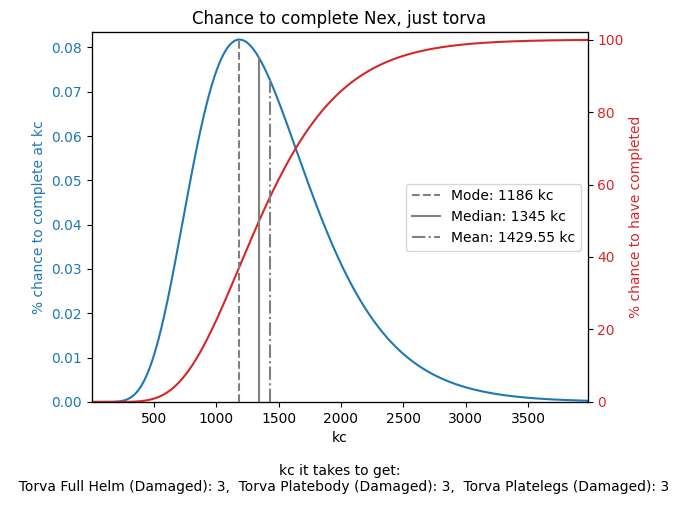 Chance to complete Nex, just torva
% chance to complete at kc
0.08
0.07
0.06
0.05
0.04
0.03
0.02
0.01
0.00
100
80
60
40
20
0
% chance to have completed
Mode: 1186 kc
Median: 1345 kc
Mean: 1429.55 kc
500 1000 1500 2000 2500 3000 3500
kc
kc it takes to get:
Torva Full Helm (Damaged): 3,  Torva Platebody (Damaged): 3,  Torva Platelegs (Damaged): 3